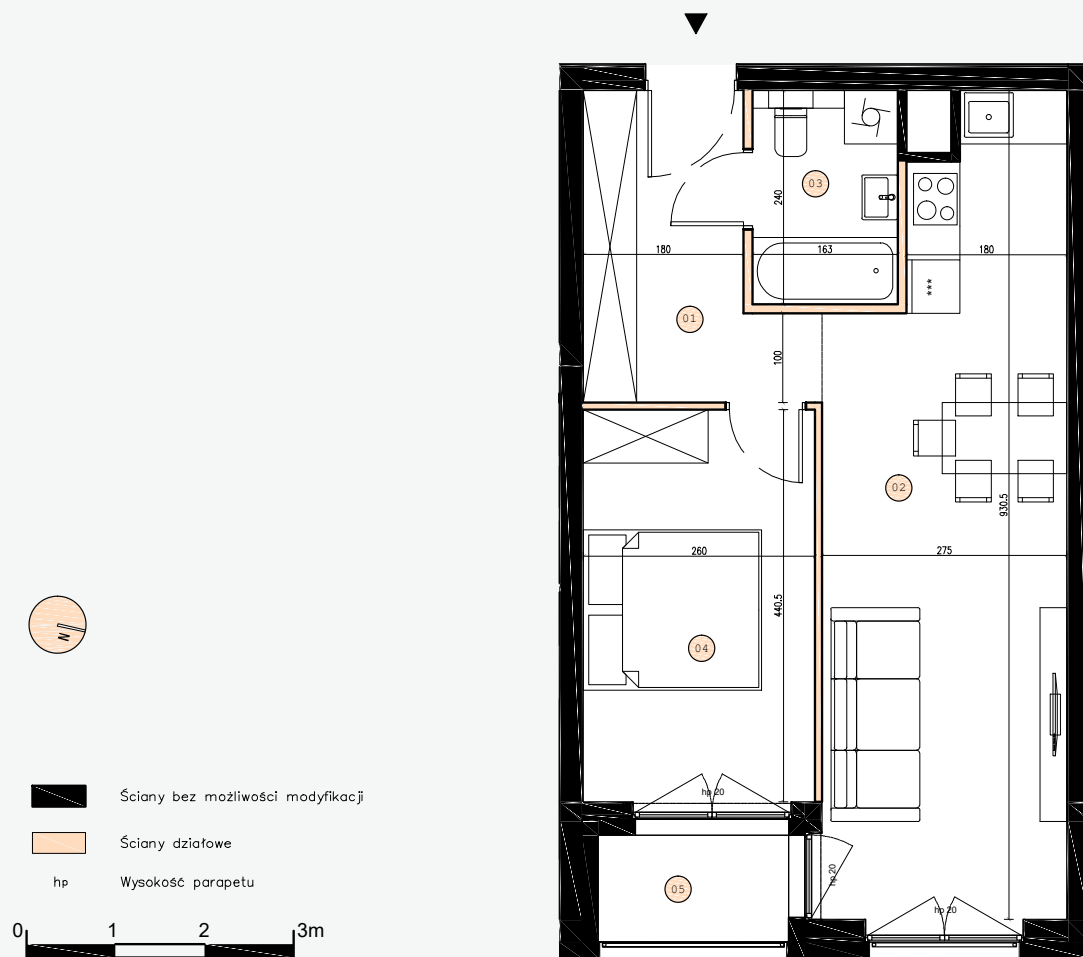 03
240
180
163
180
***
01
100
02
930.5
260
275
440.5
04
N
hp 20
Ściany bez możliwości modyfikacji
Ściany działowe
hp Wysokość parapetu
05
hp 20
hp 20
0 1 2 3m